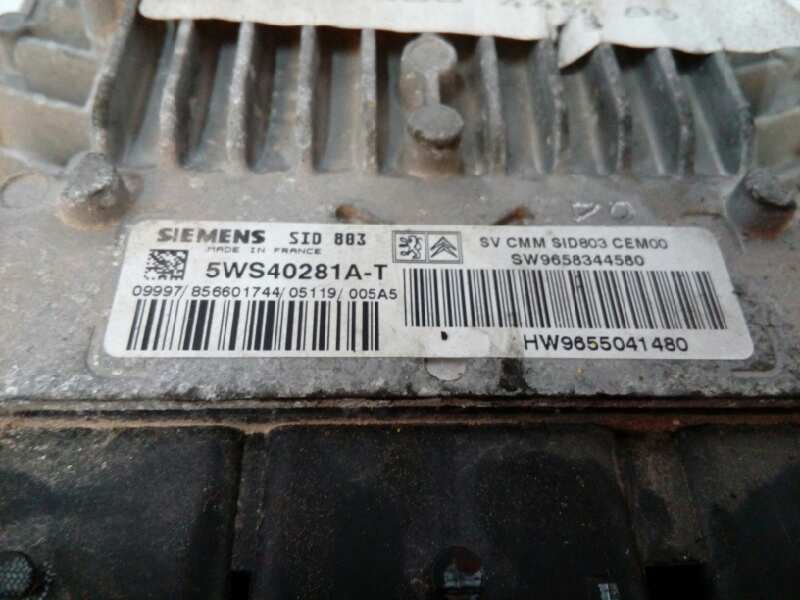 SIEMENS SID 803
MADE IN FRANCE
5WS40281A-T
09997/856601744/05119/005A5
SV CMM SID803 CEM00
SW9658344580
HW9655041480